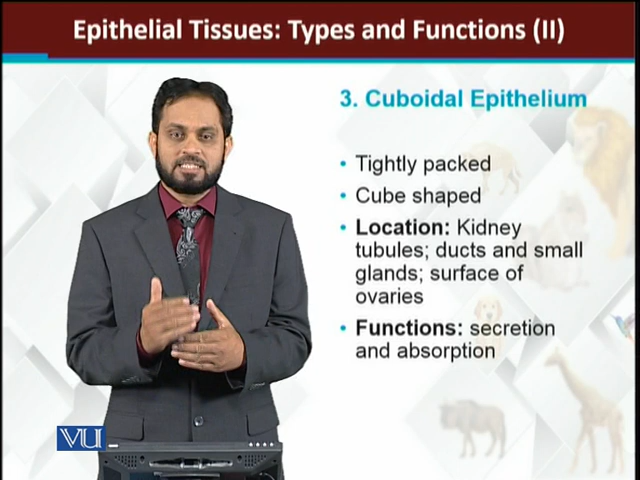 Epithelial Tissues: Types and Functions (II)
3. Cuboidal Epithelium
• Tightly packed
• Cube shaped
• Location: Kidney
tubules; ducts and small
glands; surface of
ovaries
• Functions: secretion
and absorption
VU